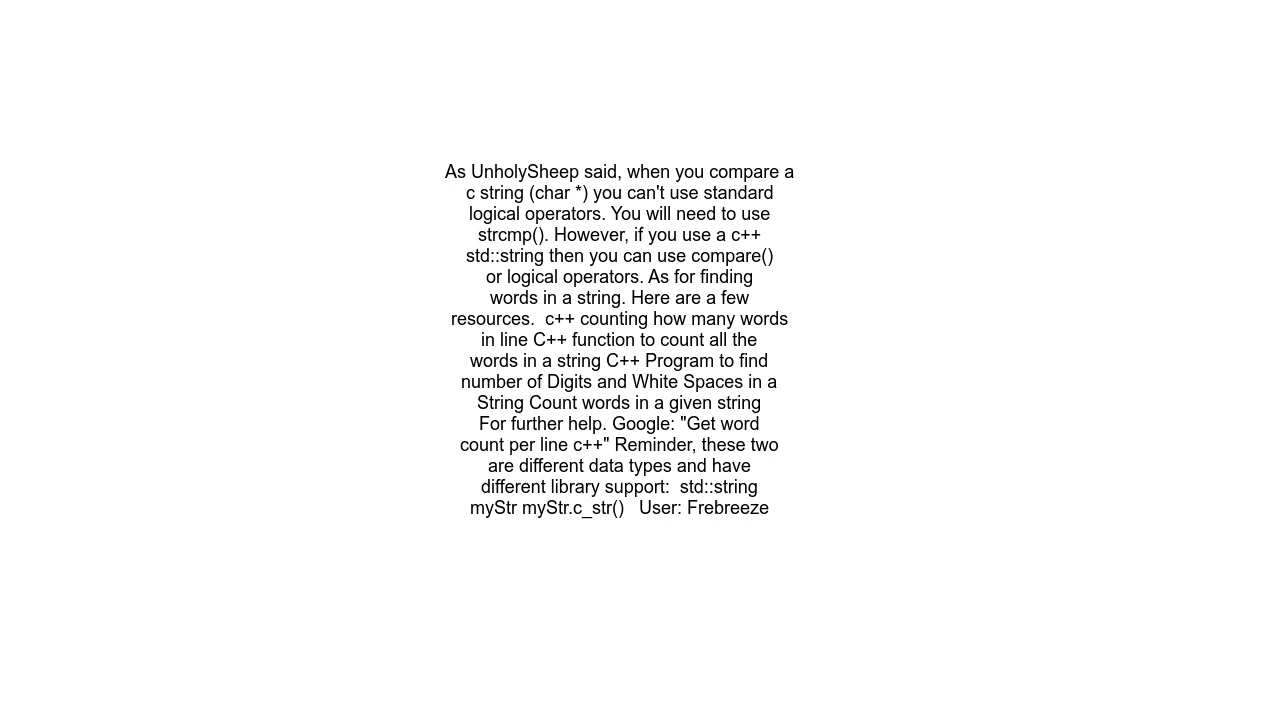 As UnholySheep said, when you compare a
c string (char *) you can't use standard
logical operators. You will need to use
strcmp(). However, if you use a c++
std::string then you can use compare()
or logical operators. As for finding
words in a string. Here are a few
resources.  c++ counting how many words
in line C++ function to count all the
words in a string C++ Program to find
number of Digits and White Spaces in a
String Count words in a given string
For further help. Google: "Get word
count per line c++" Reminder, these two
are different data types and have
different library support:  std::string
myStr myStr.c_str()   User: Frebreeze